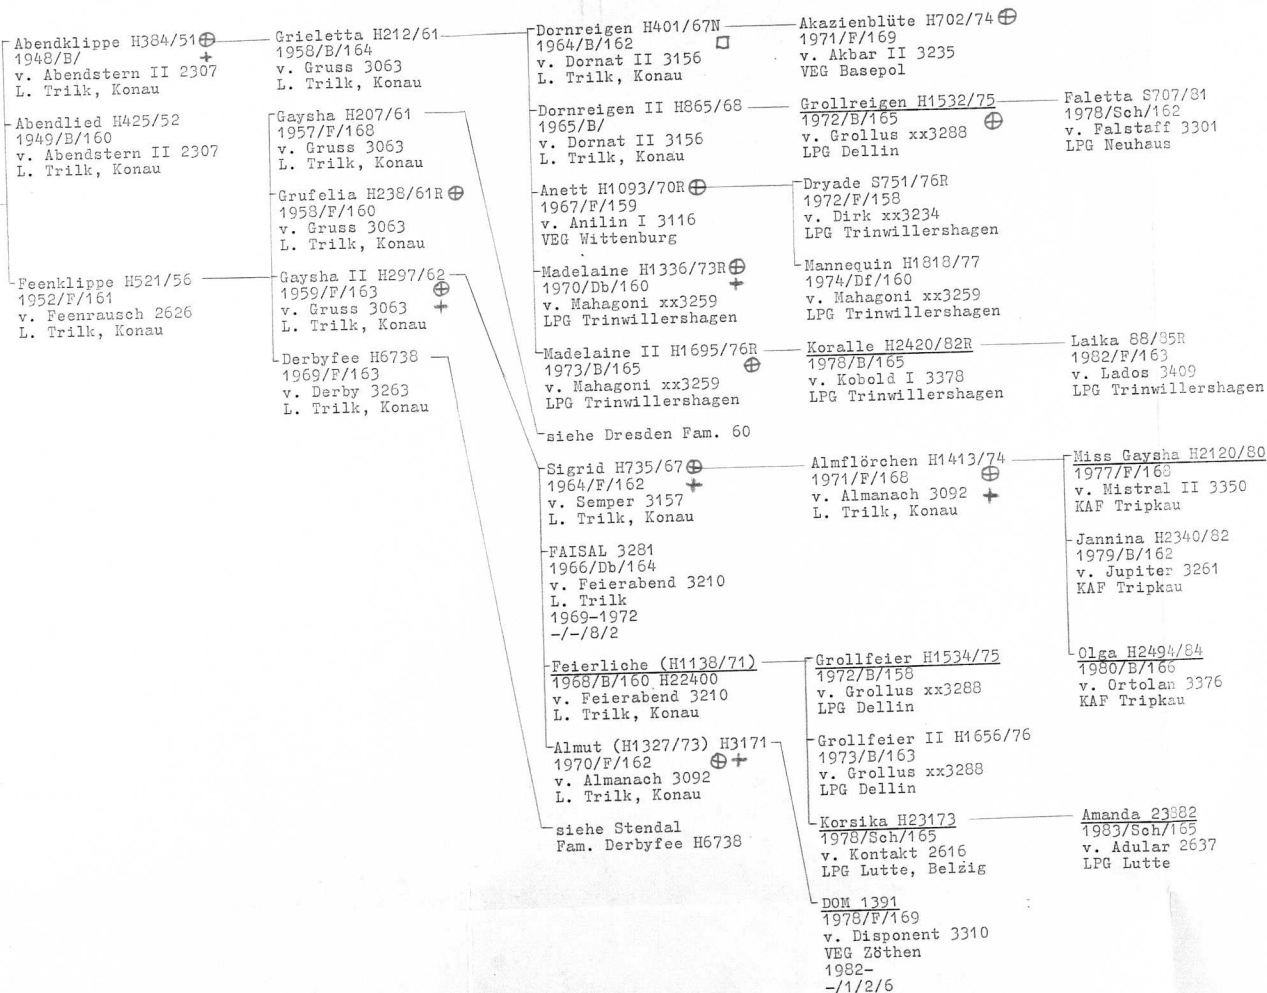 Abendklippe H384/51
1948/B/
v. Abendstern II 2307
L. Trilk, Konau
Abendlied H425/52
1949/B/160
v. Abendstern II 2307
L. Trilk, Konau
Feenklippe H521/56
1952/F/161
v. Feenrausch 2626
L. Trilk, Konau
Grieletta H212/61
1958/B/164
v. Gruss 3063
L. Trilk, Konau
Gaysha H207/61
1957/F/168
v. Gruss 3063
L. Trilk, Konau
Grufelia H238/61R
1958/F/160
v. Gruss 3063
L. Trilk, Konau
Gaysha II H297/62
1959/F/163
v. Gruss 3063
L. Trilk, Konau
Derbyfee H6738
1969/F/163
v. Derby 3263
L. Trilk, Konau
Dornreigen H401/67N
1964/B/162
v. Dornat II 3156
L. Trilk, Konau
Dornreigen II H865/68
1965/B/
v. Dornat II 3156
L. Trilk, Konau
Anett H1093/70R
1967/F/159
v. Anilin I 3116
VEG Wittenburg
Madelaine H1336/73R
1970/Db/160
v. Mahagoni xx3259
LPG Trinwillershagen
Madelaine II H1695/76R
1973/B/165
v. Mahagoni xx3259
LPG Trinwillershagen
siehe Dresden Fam. 60
Sigrid H735/67
1964/F/162
v. Semper 3157
L. Trilk, Konau
FAISAL 3281
1966/Db/164
v. Feierabend 3210
L. Trilk
1969-1972
-/-/8/2
Feierliche (H1138/71)
1968/B/160 H22400
v. Feierabend 3210
L. Trilk, Konau
Almut (H1327/73) H3171
1970/F/162
v. Almanach 3092
L. Trilk, Konau
siehe Stendal
Fam. Derbyfee H6738
Akazienblüte H702/74
1971/F/169
v. Akbar II 3235
VEG Basepol
Grollreigen H1532/75
1972/B/165
v. Grollus xx3288
LPG Dellin
Dryade S751/76R
1972/F/158
v. Dirk xx3234
LPG Trinwillershagen
Mannequin H1818/77
1974/Df/160
v. Mahagoni xx3259
LPG Trinwillershagen
Koralle H2420/82R
1978/B/165
v. Kobold I 3378
LPG Trinwillershagen
Almflörchen H1413/74
1971/F/168
v. Almanach 3092
L. Trilk, Konau
Grollfeier H1534/75
1972/B/158
v. Grollus xx3288
LPG Dellin
Grollfeier II H1656/76
1973/B/163
v. Grollus xx3288
LPG Dellin
Korsika H23173
1978/Sch/165
v. Kontakt 2616
LPG Lutte, Belzig
DOM 1391
1978/F/169
v. Disponent 3310
VEG Zöthen
1982-
-/1/2/6
Faletta S707/81
1978/Sch/162
v. Falstaff 3301
LPG Neuhaus
Laika 88/85R
1982/F/163
v. Lados 3409
LPG Trinwillershagen
Miss Gaysha H2120/80
1977/F/168
v. Mistral II 3350
KAF Tripkau
Jannina H2340/82
1979/B/162
v. Jupiter 3261
KAF Tripkau
Olga H2494/84
1980/B/166
v. Ortolan 3376
KAF Tripkau
Amanda 23882
1983/Sch/165
v. Adular 2637
LPG Lutte